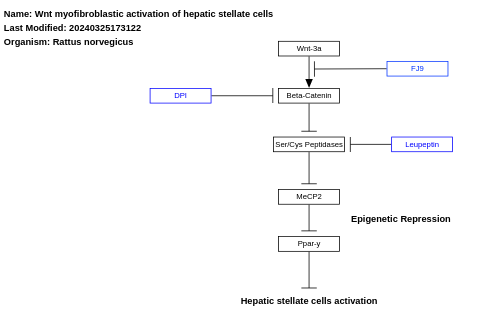 Name: Wnt myofibroblastic activation of hepatic stellate cells
Last Modified: 20240325173122
Organism: Rattus norvegicus
Wnt-3a
FJ9
DPI
Beta-Catenin
Ser/Cys Peptidases
Leupeptin
MeCP2
Epigenetic Repression
Ppar-y
Hepatic stellate cells activation